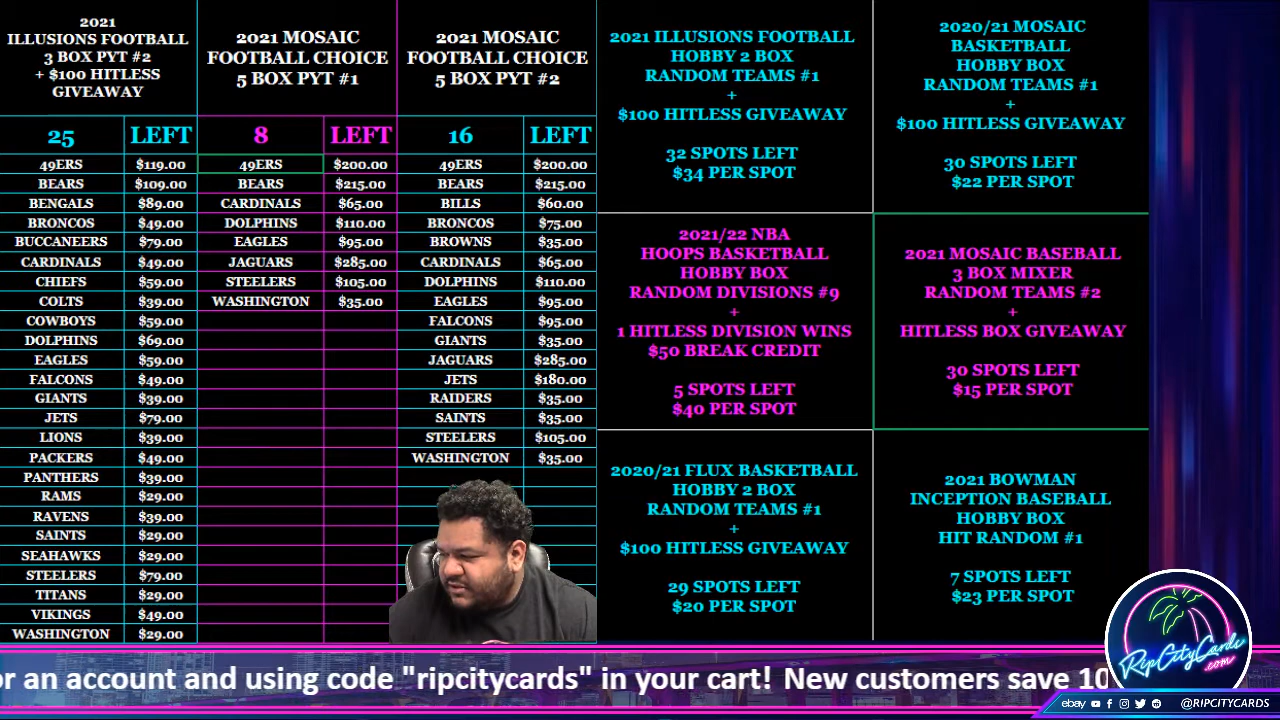 2021
ILLUSIONS FOOTBALL
3 BOX PYT #2
+ $100 HITLESS
GIVEAWAY
25 LEFT
49ERS $119.00
BEARS $109.00
BENGALS $89.00
BRONCOS $49.00
BUCCANEERS $79.00
CARDINALS $49.00
CHIEFS $59.00
COLTS $39.00
COWBOYS $59.00
DOLPHINS $69.00
EAGLES $59.00
FALCONS $49.00
GIANTS $39.00
JETS $79.00
LIONS $39.00
PACKERS $49.00
PANTHERS $39.00
RAMS $29.00
RAVENS $39.00
SAINTS $29.00
SEAHAWKS $29.00
STEELERS $79.00
TITANS $29.00
VIKINGS $49.00
WASHINGTON $29.00
2021 MOSAIC
FOOTBALL CHOICE
5 BOX PYT #1
8 LEFT
49ERS $200.00
BEARS $215.00
CARDINALS $65.00
DOLPHINS $110.00
EAGLES $95.00
JAGUARS $285.00
STEELERS $105.00
WASHINGTON $35.00
2021 MOSAIC
FOOTBALL CHOICE
5 BOX PYT #2
16 LEFT
49ERS $200.00
BEARS $215.00
BILLS $60.00
BRONCOS $75.00
BROWNS $35.00
CARDINALS $65.00
DOLPHINS $110.00
EAGLES $95.00
FALCONS $95.00
GIANTS $35.00
JAGUARS $285.00
JETS $180.00
RAIDERS $35.00
SAINTS $35.00
STEELERS $105.00
WASHINGTON $35.00
2021 ILLUSIONS FOOTBALL
HOBBY 2 BOX
RANDOM TEAMS #1
+
$100 HITLESS GIVEAWAY
32 SPOTS LEFT
$34 PER SPOT
2020/21 MOSAIC
BASKETBALL
HOBBY BOX
RANDOM TEAMS #1
+
$100 HITLESS GIVEAWAY
30 SPOTS LEFT
$22 PER SPOT
2021/22 NBA
HOOPS BASKETBALL
HOBBY BOX
RANDOM DIVISIONS #9
+
1 HITLESS DIVISION WINS
$50 BREAK CREDIT
5 SPOTS LEFT
$40 PER SPOT
2021 MOSAIC BASEBALL
3 BOX MIXER
RANDOM TEAMS #2
+
HITLESS BOX GIVEAWAY
30 SPOTS LEFT
$15 PER SPOT
2020/21 FLUX BASKETBALL
HOBBY 2 BOX
RANDOM TEAMS #1
+
$100 HITLESS GIVEAWAY
29 SPOTS LEFT
$20 PER SPOT
2021 BOWMAN
INCEPTION BASEBALL
HOBBY BOX
HIT RANDOM #1
7 SPOTS LEFT
$23 PER SPOT
or an account and using code "ripcitycards" in your cart! New customers save 10
RipCityCards
.com
ebay @RIPCITYCARDS